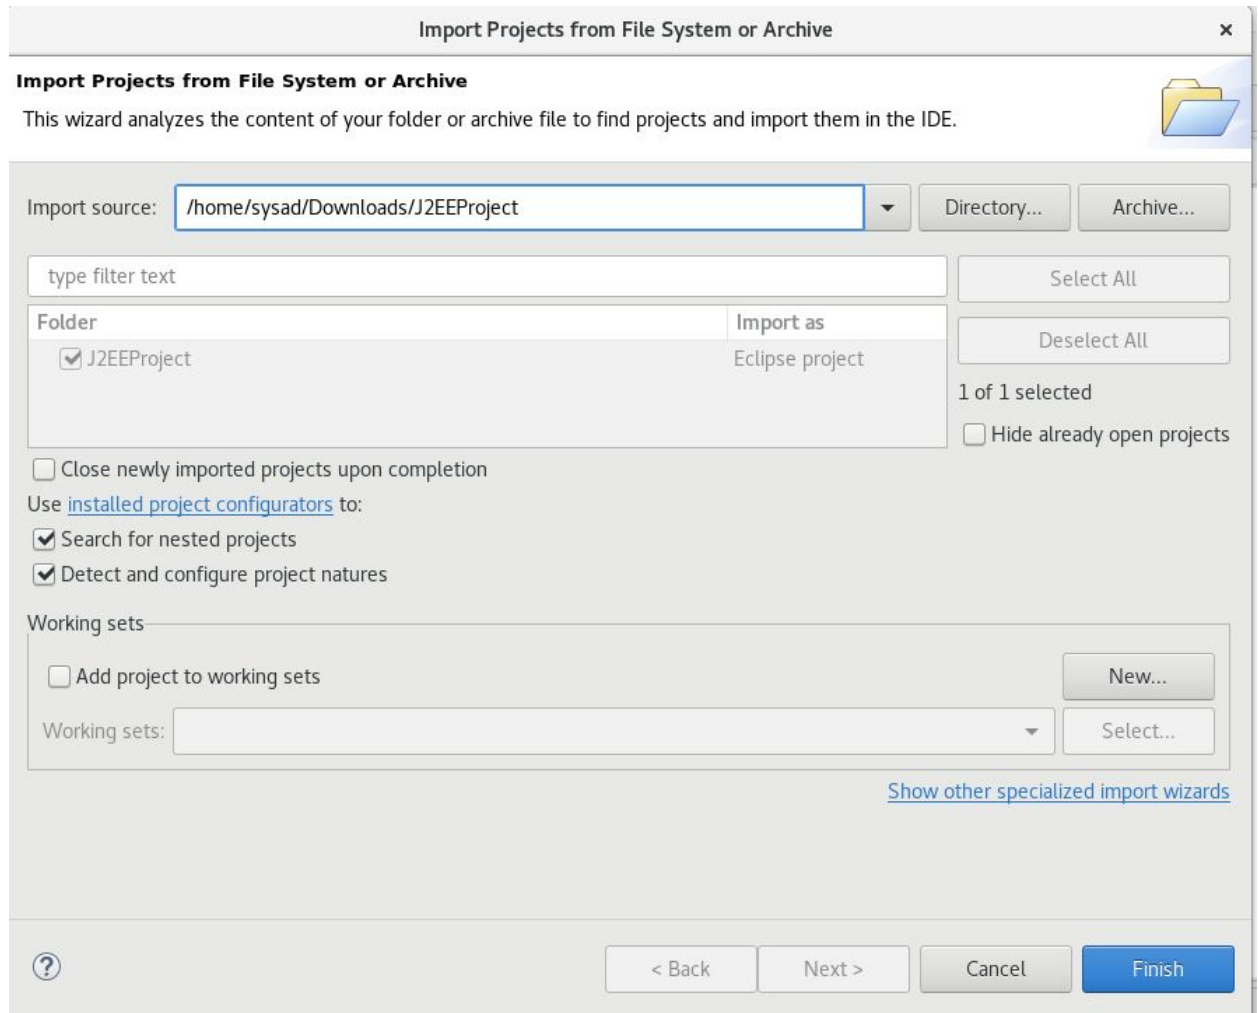 Import Projects from File System or Archive
×
Import Projects from File System or Archive
This wizard analyzes the content of your folder or archive file to find projects and import them in the IDE.
Import source: /home/sysad/Downloads/J2EEProject Directory... Archive...
type filter text Select All
Folder Import as
Deselect All
J2EEProject Eclipse project
1 of 1 selected
Hide already open projects
Close newly imported projects upon completion
Use installed project configurators to:
Search for nested projects
Detect and configure project natures
Working sets
Add project to working sets New...
Working sets: Select...
Show other specialized import wizards
? < Back Next > Cancel Finish